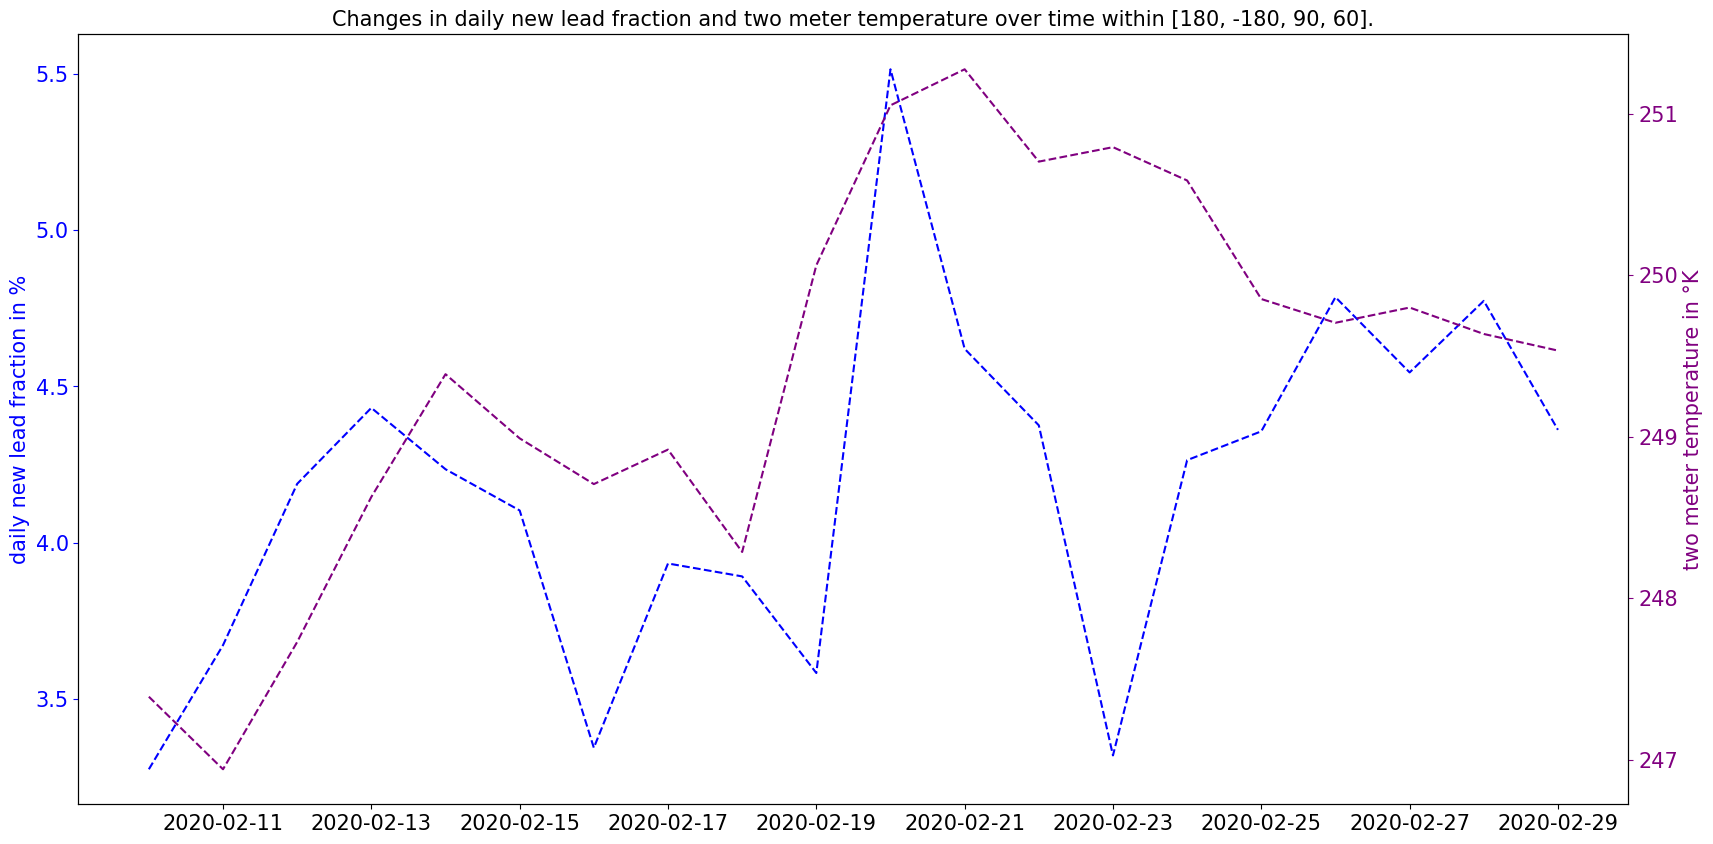 Changes in daily new lead fraction and two meter temperature over time within [180, -180, 90, 60].
daily new lead fraction in %
5.5
5.0
4.5
4.0
3.5
251
250
249
248
247
two meter temperature in °K
2020-02-11 2020-02-13 2020-02-15 2020-02-17 2020-02-19 2020-02-21 2020-02-23 2020-02-25 2020-02-27 2020-02-29